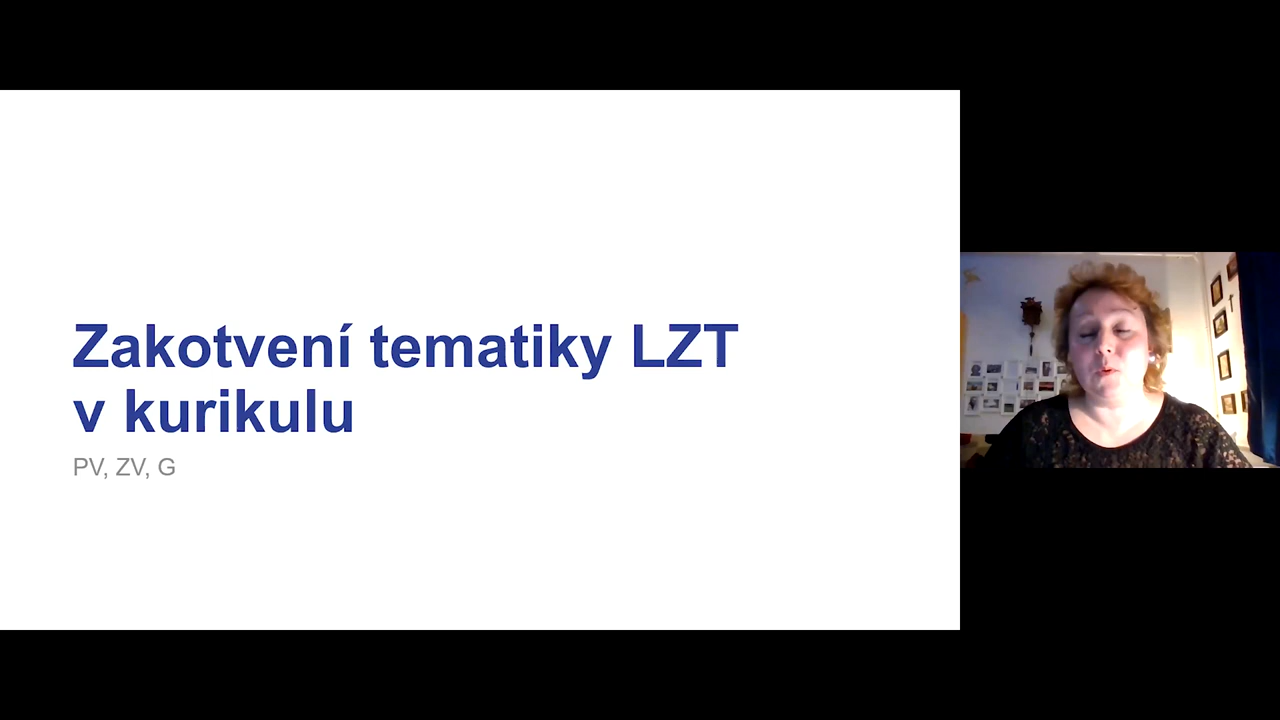 Zakotvení tematiky LZT
v kurikulu
PV, ZV, G